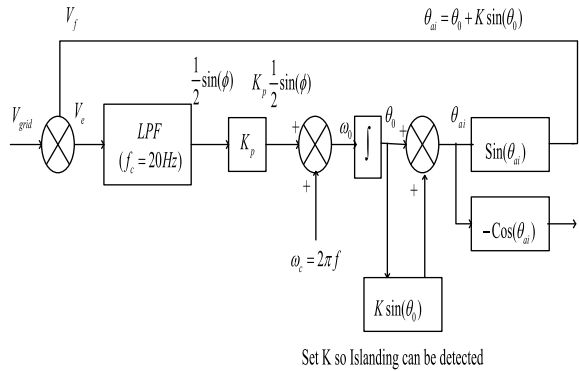 V_f
θ_ai = θ_0 + K sin(θ_0)
1/2 sin(ϕ)
K_p 1/2 sin(ϕ)
V_grid
V_e
LPF
(f_c = 20Hz)
K_p
+
+
ω_0
∫
θ_0
+
+
θ_ai
Sin(θ_ai)
−Cos(θ_ai)
ω_c = 2π f
K sin(θ_0)
Set K so Islanding can be detected